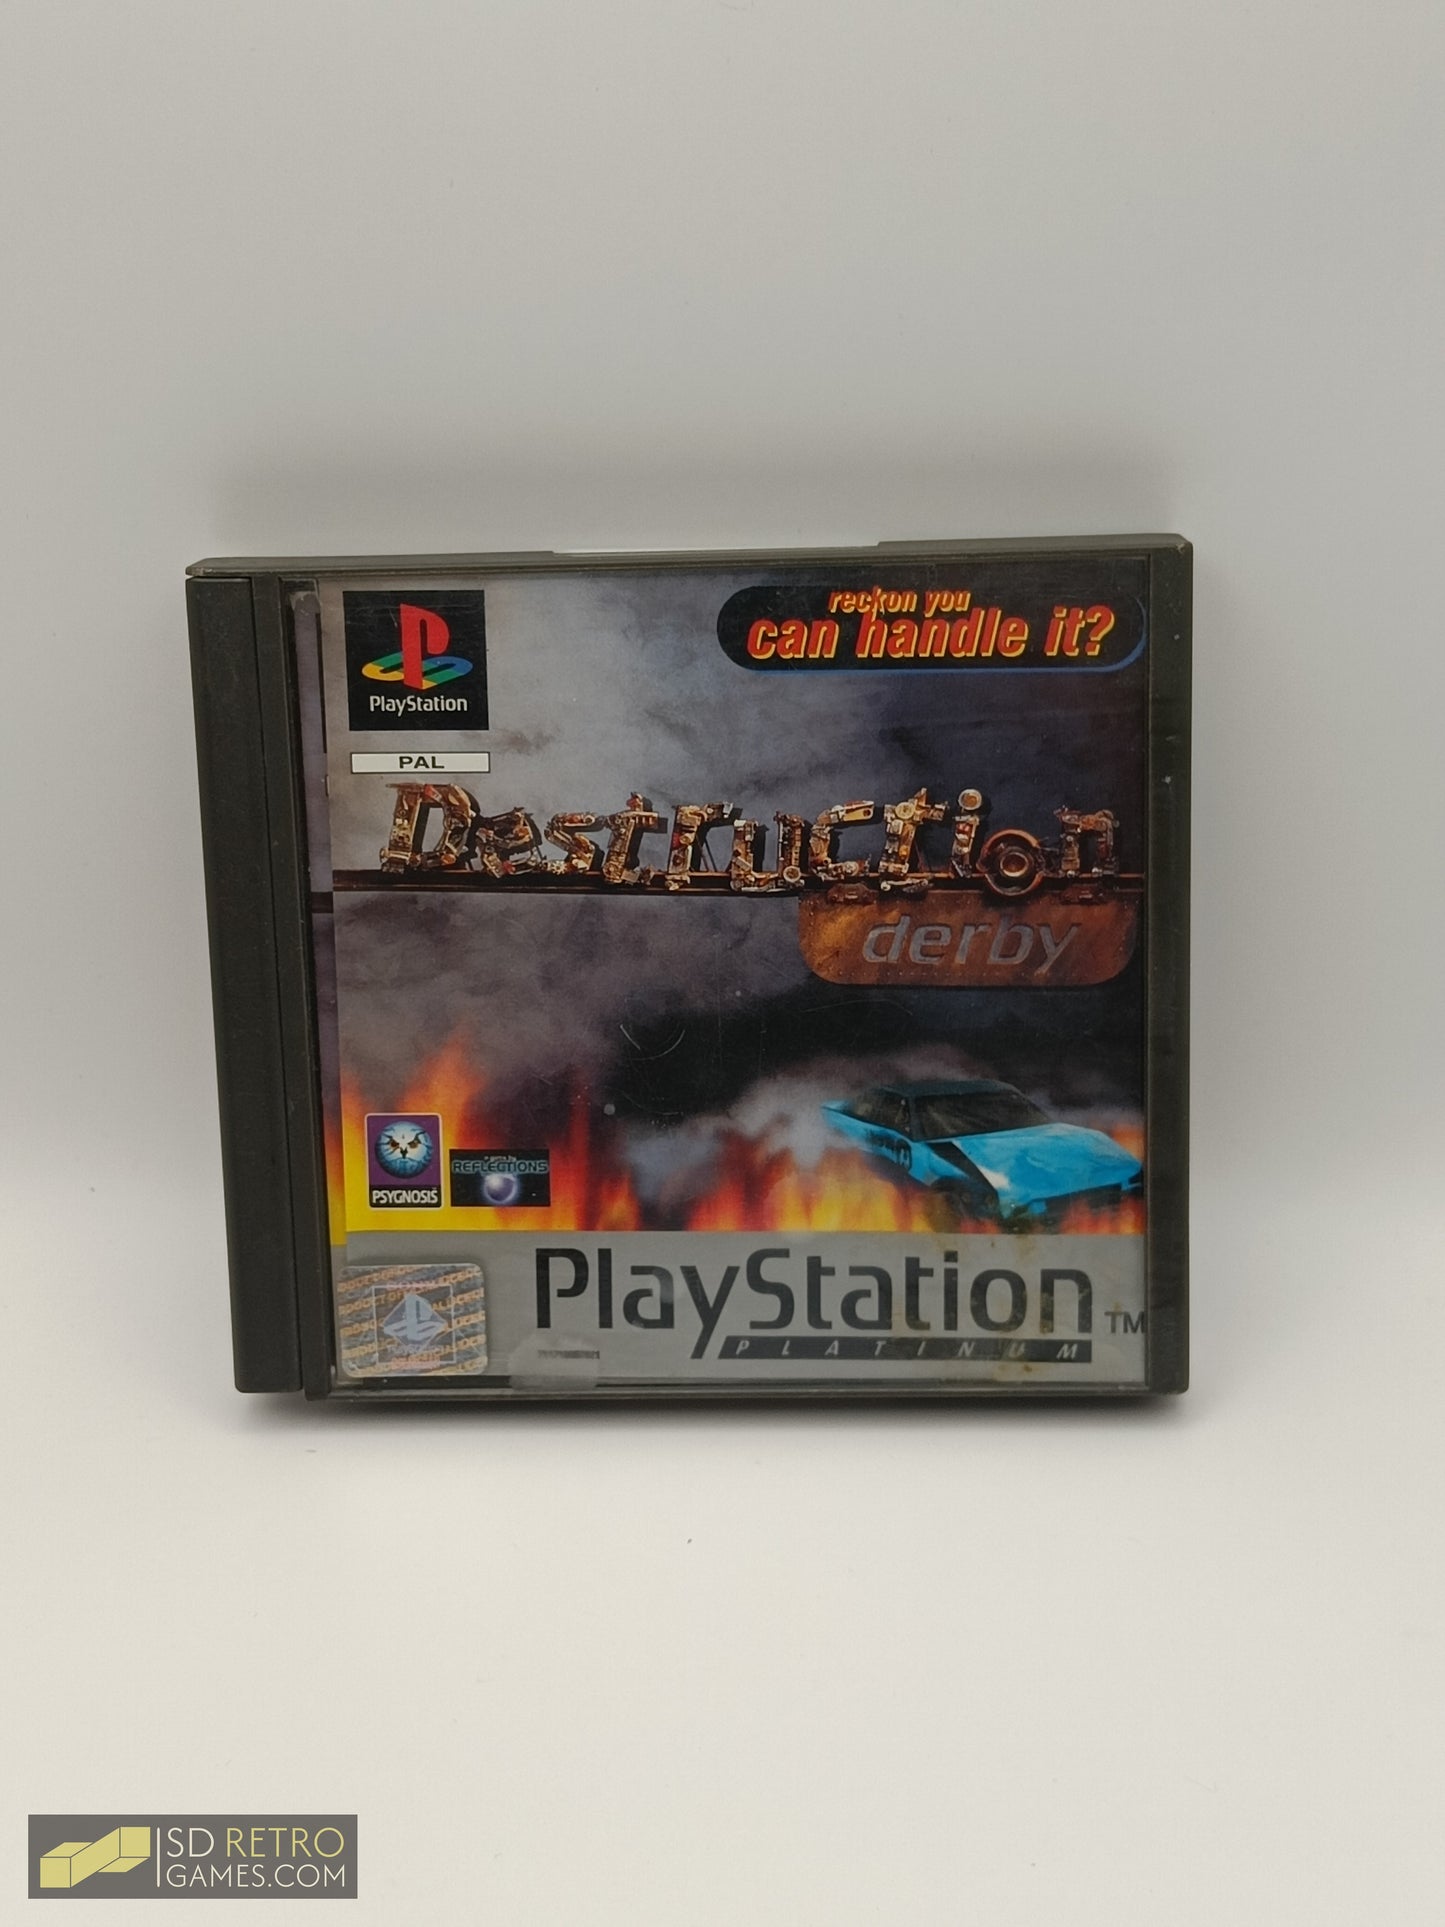 reckon you
can handle it?
PlayStation
PAL
Destruction
derby
PSYGNOSIS
REFLECTIONS
PlayStation TM
PLATINUM
SD RETRO
GAMES.COM